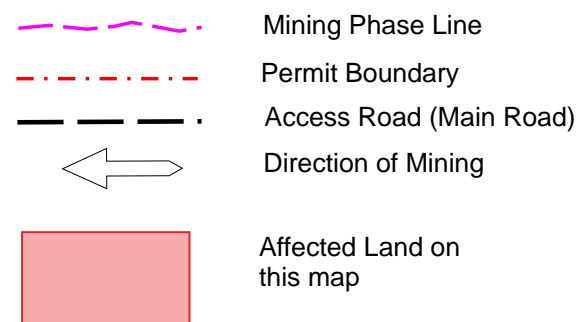 Mining Phase Line
Permit Boundary
Access Road (Main Road)
Direction of Mining
Affected Land on
this map